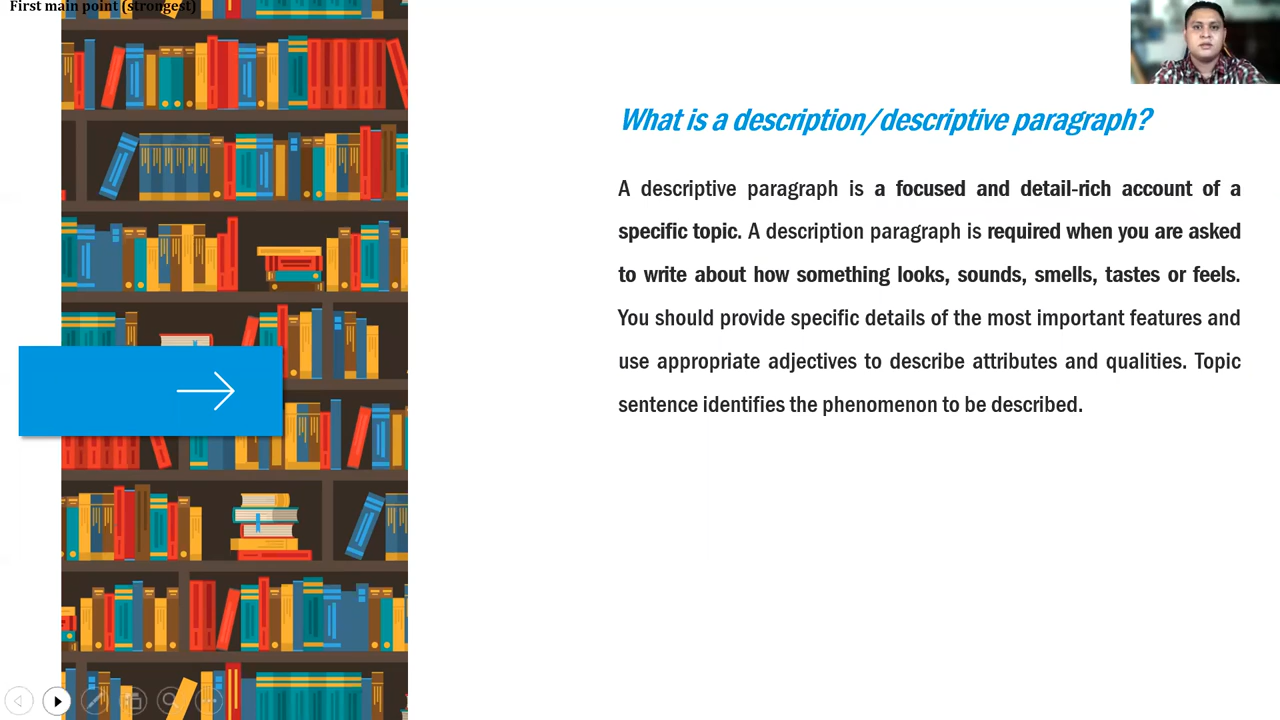 First main point (strongest)
What is a description/descriptive paragraph?
A descriptive paragraph is a focused and detail-rich account of a
specific topic. A description paragraph is required when you are asked
to write about how something looks, sounds, smells, tastes or feels.
You should provide specific details of the most important features and
use appropriate adjectives to describe attributes and qualities. Topic
sentence identifies the phenomenon to be described.